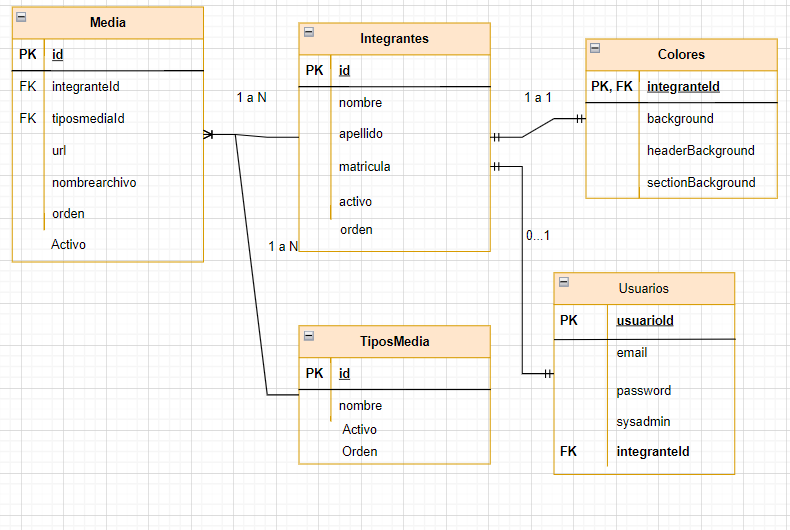 Media
PK id
FK integranteId
FK tiposmediaId
url
nombrearchivo
orden
Activo
1 a N
1 a N
Integrantes
PK id
nombre
apellido
matricula
activo
orden
1 a 1
0...1
Colores
PK, FK integranteId
background
headerBackground
sectionBackground
TiposMedia
PK id
nombre
Activo
Orden
Usuarios
PK usuarioId
email
password
sysadmin
FK integranteId